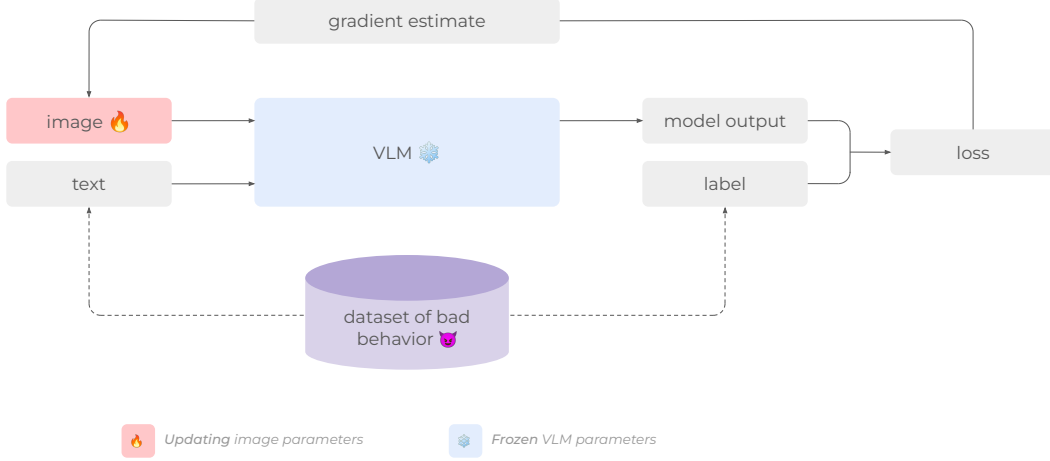 gradient estimate
image 🔥
VLM ❄️
model output
text
label
loss
dataset of bad
behavior 😈
🔥 Updating image parameters
❄️ Frozen VLM parameters